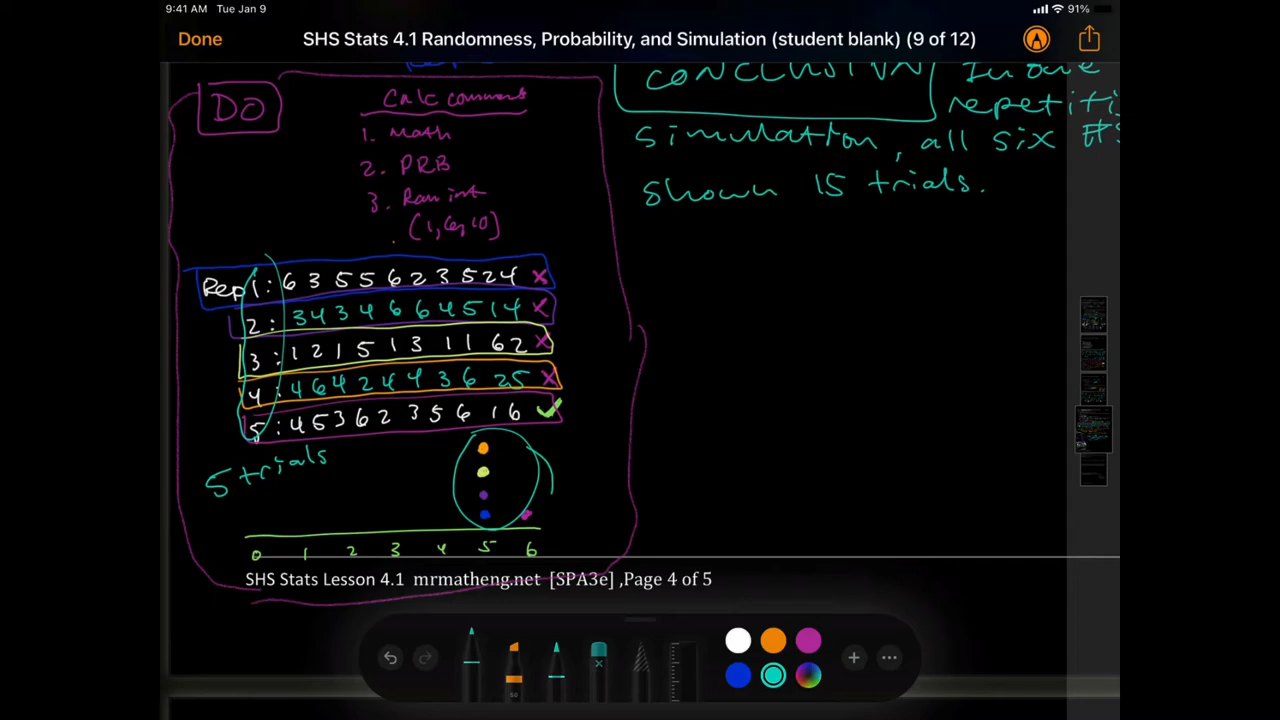 9:41 AM Tue Jan 9
91%
Done
SHS Stats 4.1 Randomness, Probability, and Simulation (student blank) (9 of 12)
DO
Calc commands
1. Math
2. PRB
3. Ran int
(1,6,10)
Rep1: 6 3 5 5 6 2 3 5 2 4 x
2: 3 4 3 4 6 6 4 5 1 4 x
3: 1 2 1 5 1 3 1 1 6 2 x
4: 4 6 4 2 4 4 3 6 2 5 x
5: 4 5 3 6 2 3 5 6 1 6 ✓
5 trials
0 1 2 3 4 5 6
SHS Stats Lesson 4.1 mrmatheng.net [SPA3e] ,Page 4 of 5
CONCLUSION In one
repetiti
simulation, all six #s
shown 15 trials.
50